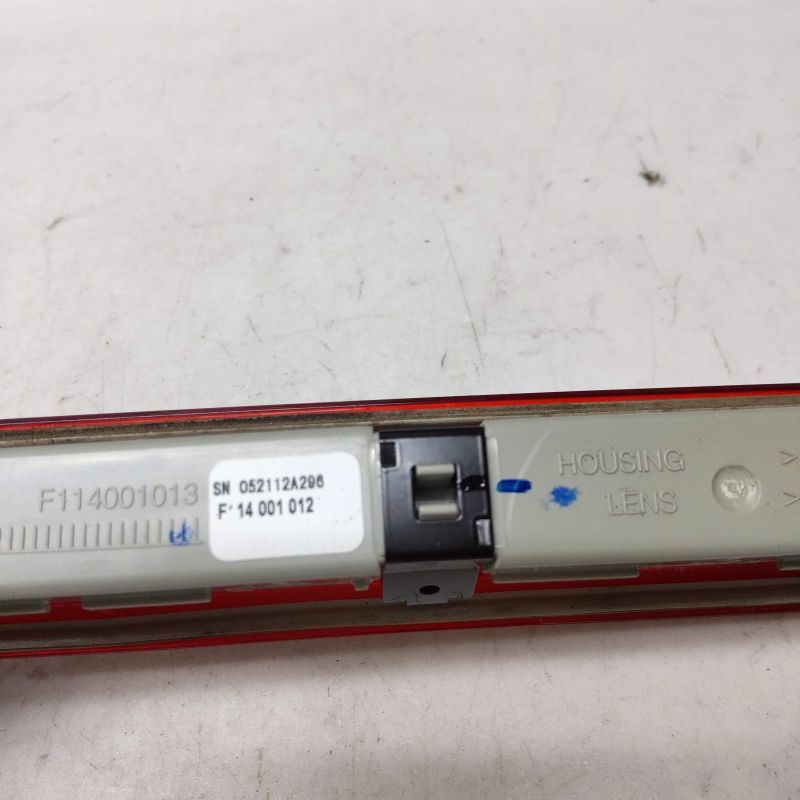 F114001013
SN 052112A296
F' 14 001 012
HOUSING >
LENS >